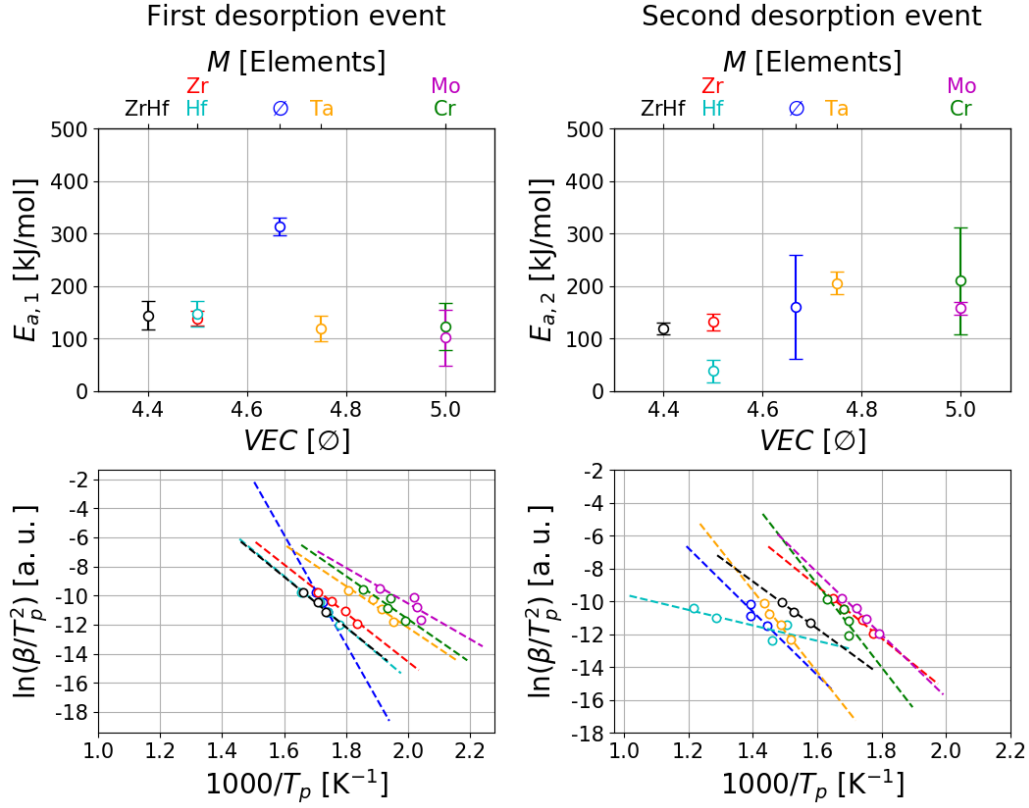 First desorption event
M [Elements]
Zr
ZrHf Hf ∅ Ta
Mo
Cr
500
400
300
200
100
0
E_{a,1} [kJ/mol]
4.4 4.6 4.8 5.0
VEC [∅]
Second desorption event
M [Elements]
Zr
ZrHf Hf ∅ Ta
Mo
Cr
500
400
300
200
100
0
E_{a,2} [kJ/mol]
4.4 4.6 4.8 5.0
VEC [∅]
-2
-4
-6
-8
-10
-12
-14
-16
-18
ln(β/T_p^2) [a. u.]
1.0 1.2 1.4 1.6 1.8 2.0 2.2
1000/T_p [K^{-1}]
-2
-4
-6
-8
-10
-12
-14
-16
-18
ln(β/T_p^2) [a. u.]
1.0 1.2 1.4 1.6 1.8 2.0 2.2
1000/T_p [K^{-1}]